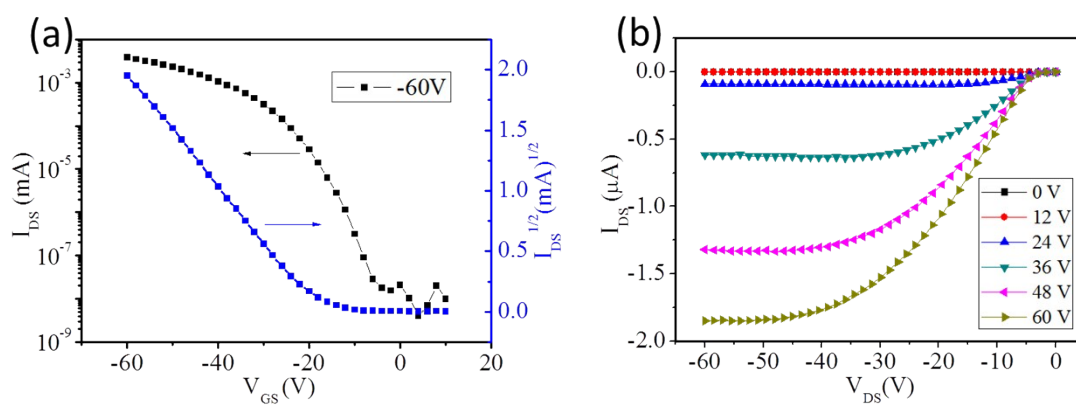 (a)
10⁻³
10⁻⁵
10⁻⁷
10⁻⁹
I_DS (mA)
-60V
2.0
1.5
1.0
0.5
0.0
I_DS^1/2(mA)^1/2
-60 -40 -20 0 20
V_GS(V)
(b)
0.0
-0.5
-1.0
-1.5
-2.0
I_DS(μA)
0 V
12 V
24 V
36 V
48 V
60 V
-60 -50 -40 -30 -20 -10 0
V_DS(V)